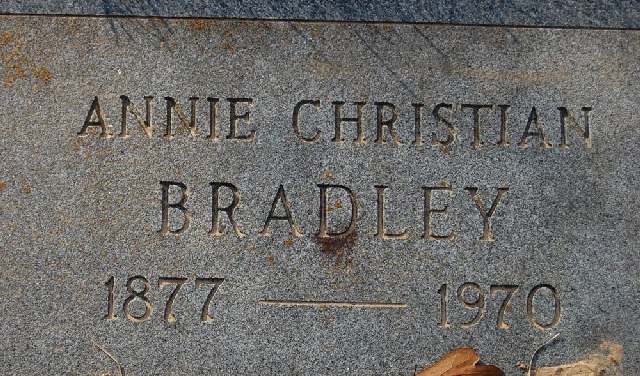 ANNIE CHRISTIAN
BRADLEY
1877 — 1970